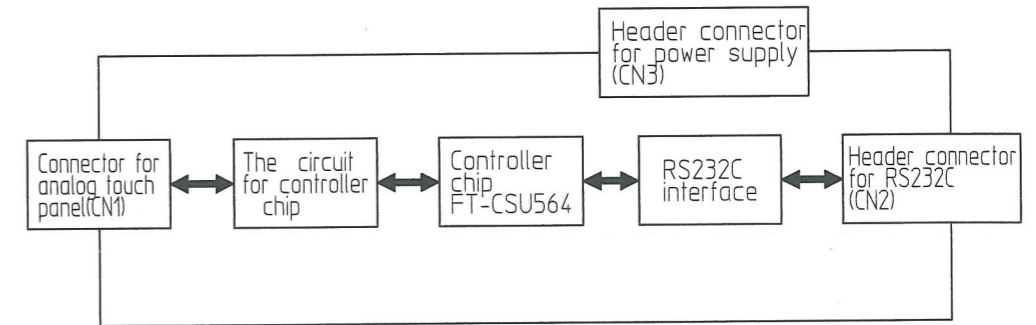 Header connector
for power supply
(CN3)
Connector for
analog touch
panel(CN1)
The circuit
for controller
chip
Controller
chip
FT-CSU564
RS232C
interface
Header connector
for RS232C
(CN2)